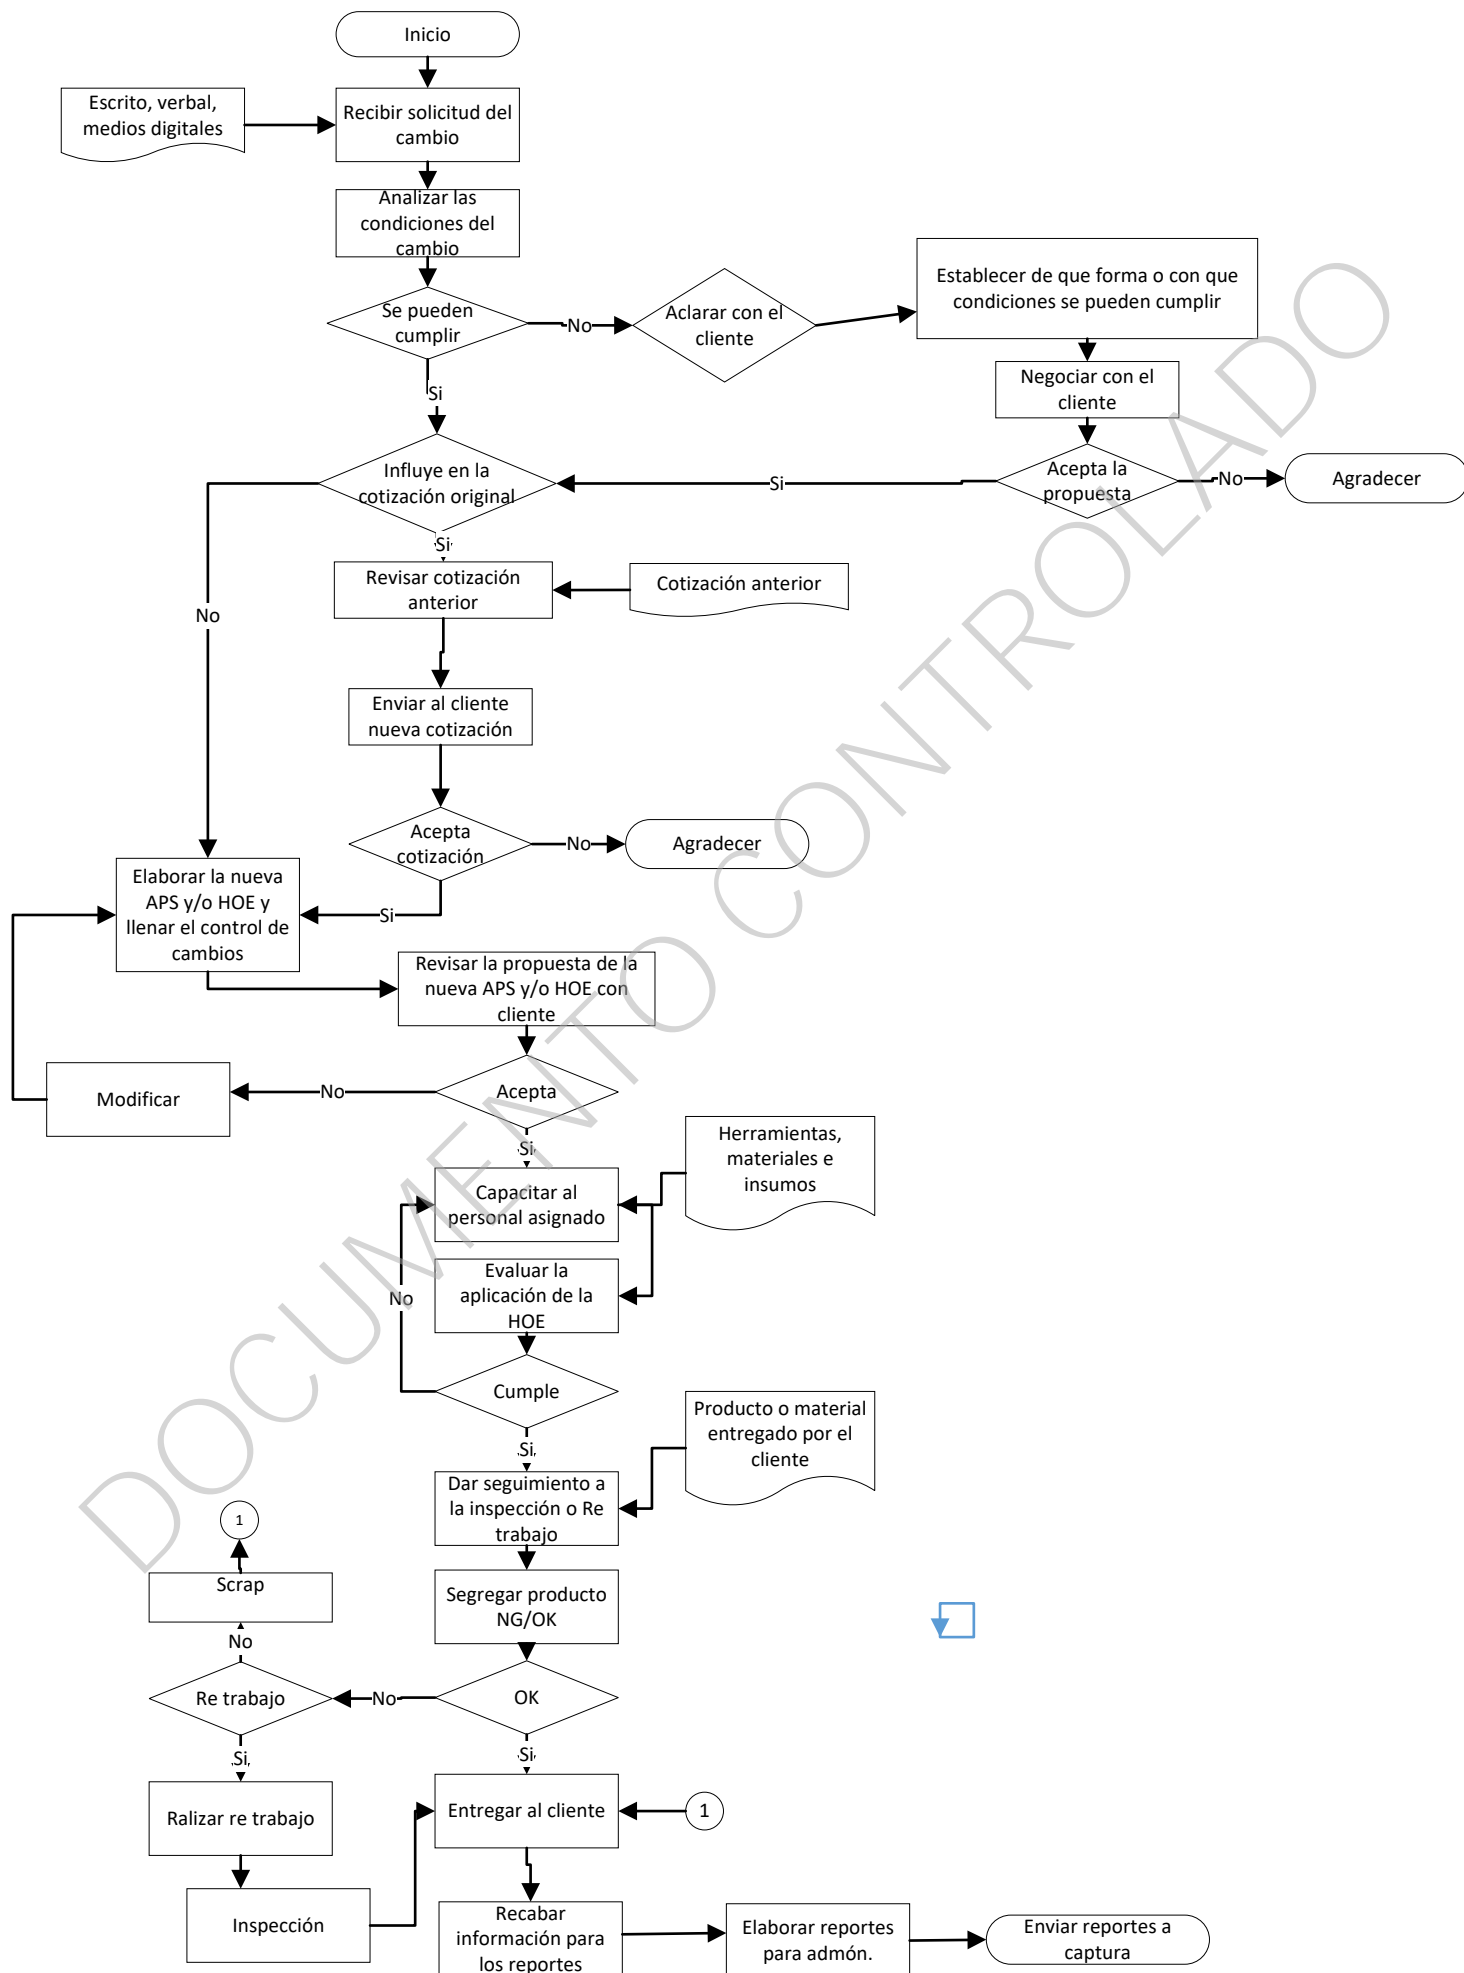 Inicio
Escrito, verbal,
medios digitales
Recibir solicitud del
cambio
Analizar las
condiciones del
cambio
Se pueden
cumplir
No
Aclarar con el
cliente
Establecer de que forma o con que
condiciones se pueden cumplir
Si
Negociar con el
cliente
Influye en la
cotización original
Si
Acepta la
propuesta
No
Agradecer
Si
Revisar cotización
anterior
Cotización anterior
No
Enviar al cliente
nueva cotización
Acepta
cotización
No
Agradecer
Elaborar la nueva
APS y/o HOE y
llenar el control de
cambios
Si
Revisar la propuesta de la
nueva APS y/o HOE con
cliente
Modificar
No
Acepta
Si
Herramientas,
materiales e
insumos
Capacitar al
personal asignado
Evaluar la
aplicación de la
HOE
No
Cumple
Si
Producto o material
entregado por el
cliente
Dar seguimiento a
la inspección o Re
trabajo
1
Scrap
Segregar producto
NG/OK
No
Re trabajo
No
OK
Si
Si
Ralizar re trabajo
Entregar al cliente
1
Inspección
Recabar
información para
los reportes
Elaborar reportes
para admón.
Enviar reportes a
captura
DOCUMENTO CONTROLADO